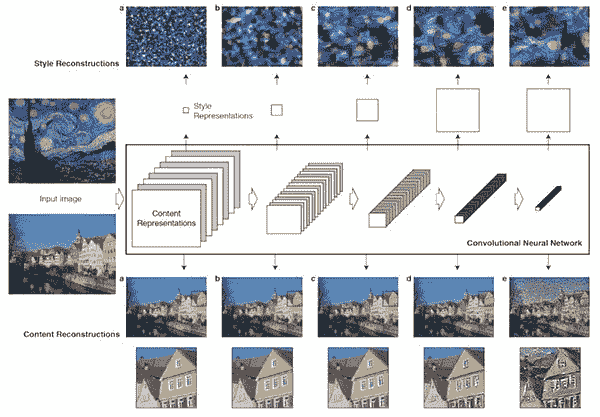 a b c d e
Style Reconstructions
Style
Representations
Input image
Content
Representations
Convolutional Neural Network
a b c d e
Content Reconstructions